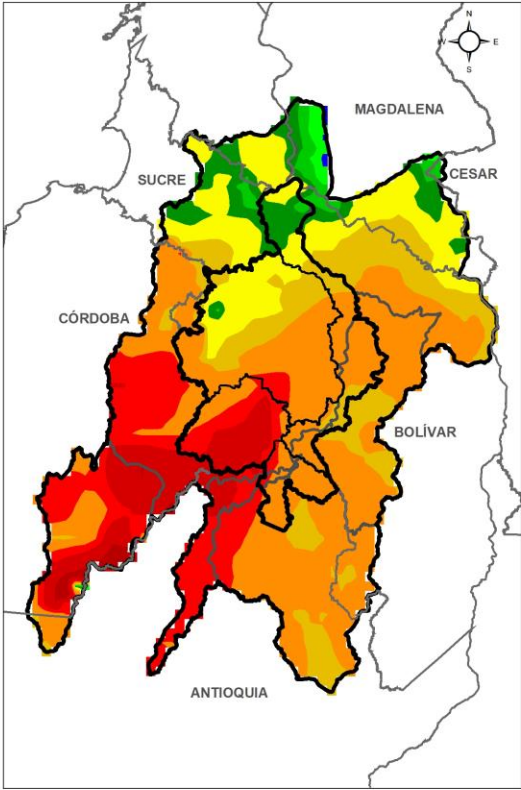 N
W
E
S
MAGDALENA
CESAR
SUCRE
CÓRDOBA
BOLÍVAR
ANTIOQUIA